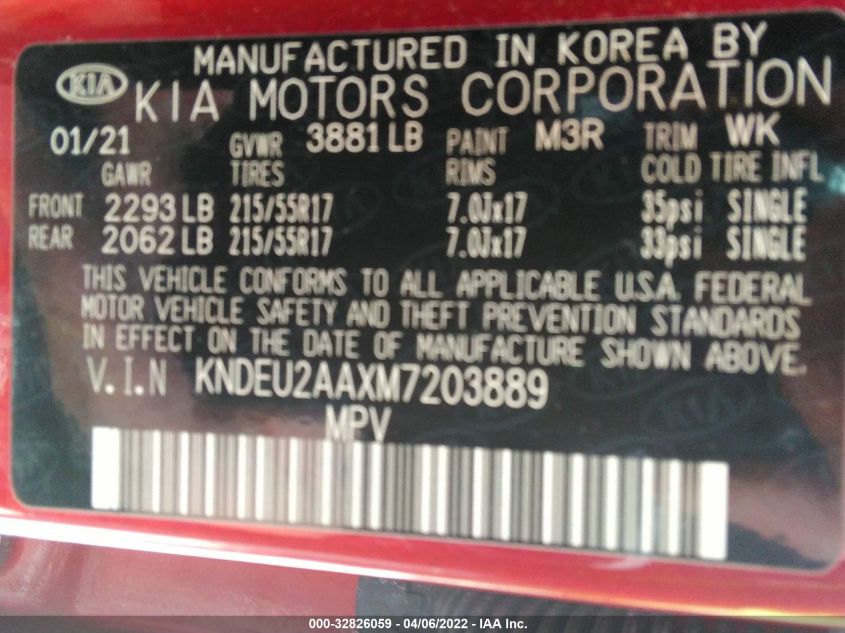 MANUFACTURED IN KOREA BY
KIA KIA MOTORS CORPORATION
01/21 GVWR 3881 LB PAINT M3R TRIM WK
GAWR TIRES RIMS COLD TIRE INFL
FRONT 2293 LB 215/55R17 7.0Jx17 35psi SINGLE
REAR 2062 LB 215/55R17 7.0Jx17 33psi SINGLE
THIS VEHICLE CONFORMS TO ALL APPLICABLE U.S.A. FEDERAL
MOTOR VEHICLE SAFETY AND THEFT PREVENTION STANDARDS
IN EFFECT ON THE DATE OF MANUFACTURE SHOWN ABOVE.
V.I.N KNDEU2AAXM7203889
MPV
000-32826059 - 04/06/2022 - IAA Inc.